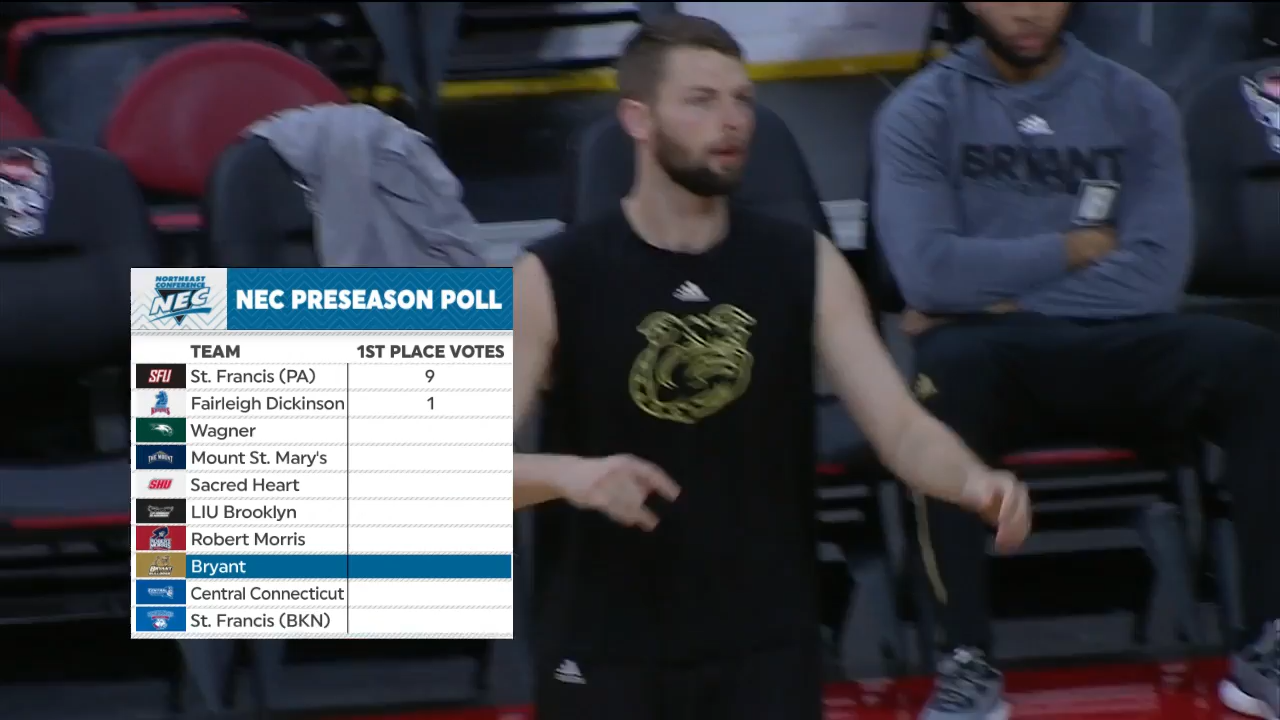 BRYANT
NORTHEAST
CONFERENCE
NEC
NEC PRESEASON POLL
TEAM 1ST PLACE VOTES
SFU St. Francis (PA) 9
Fairleigh Dickinson 1
Wagner
THE MOUNT Mount St. Mary's
SHU Sacred Heart
LIU Brooklyn
Robert Morris
BRYANT Bryant
Central Connecticut
St. Francis (BKN)